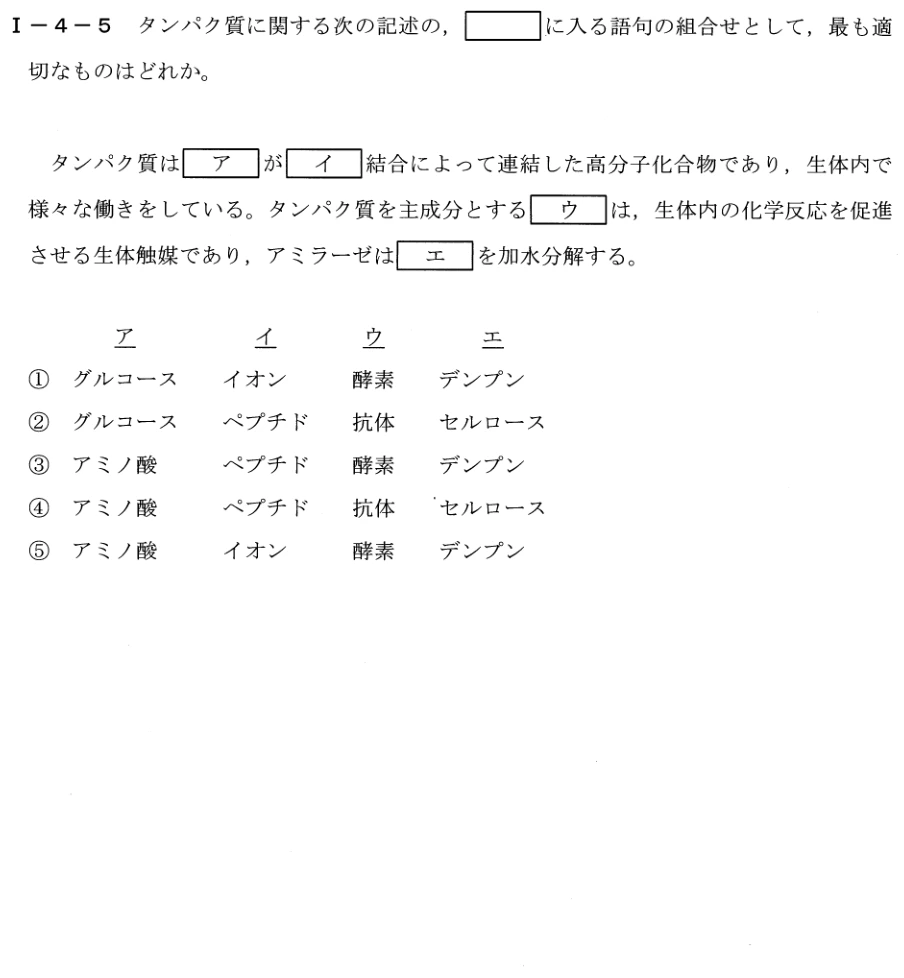 Ⅰ－４－５　タンパク質に関する次の記述の，　　　に入る語句の組合せとして，最も適
切なものはどれか。
タンパク質は ア が イ 結合によって連結した高分子化合物であり，生体内で
様々な働きをしている。タンパク質を主成分とする ウ は，生体内の化学反応を促進
させる生体触媒であり，アミラーゼは エ を加水分解する。
ア　イ　ウ　エ
① グルコース　イオン　酵素　デンプン
② グルコース　ペプチド　抗体　セルロース
③ アミノ酸　ペプチド　酵素　デンプン
④ アミノ酸　ペプチド　抗体　セルロース
⑤ アミノ酸　イオン　酵素　デンプン